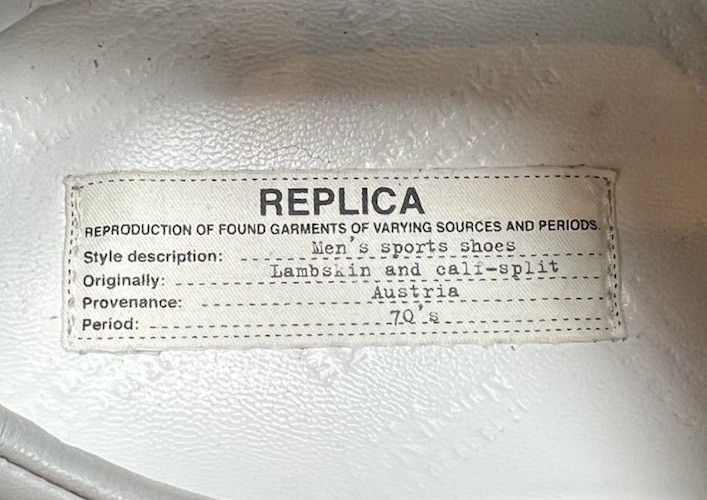 REPLICA
REPRODUCTION OF FOUND GARMENTS OF VARYING SOURCES AND PERIODS.
Style description: Men's sports shoes
Originally: Lambskin and calf-split
Provenance: Austria
Period: 70's